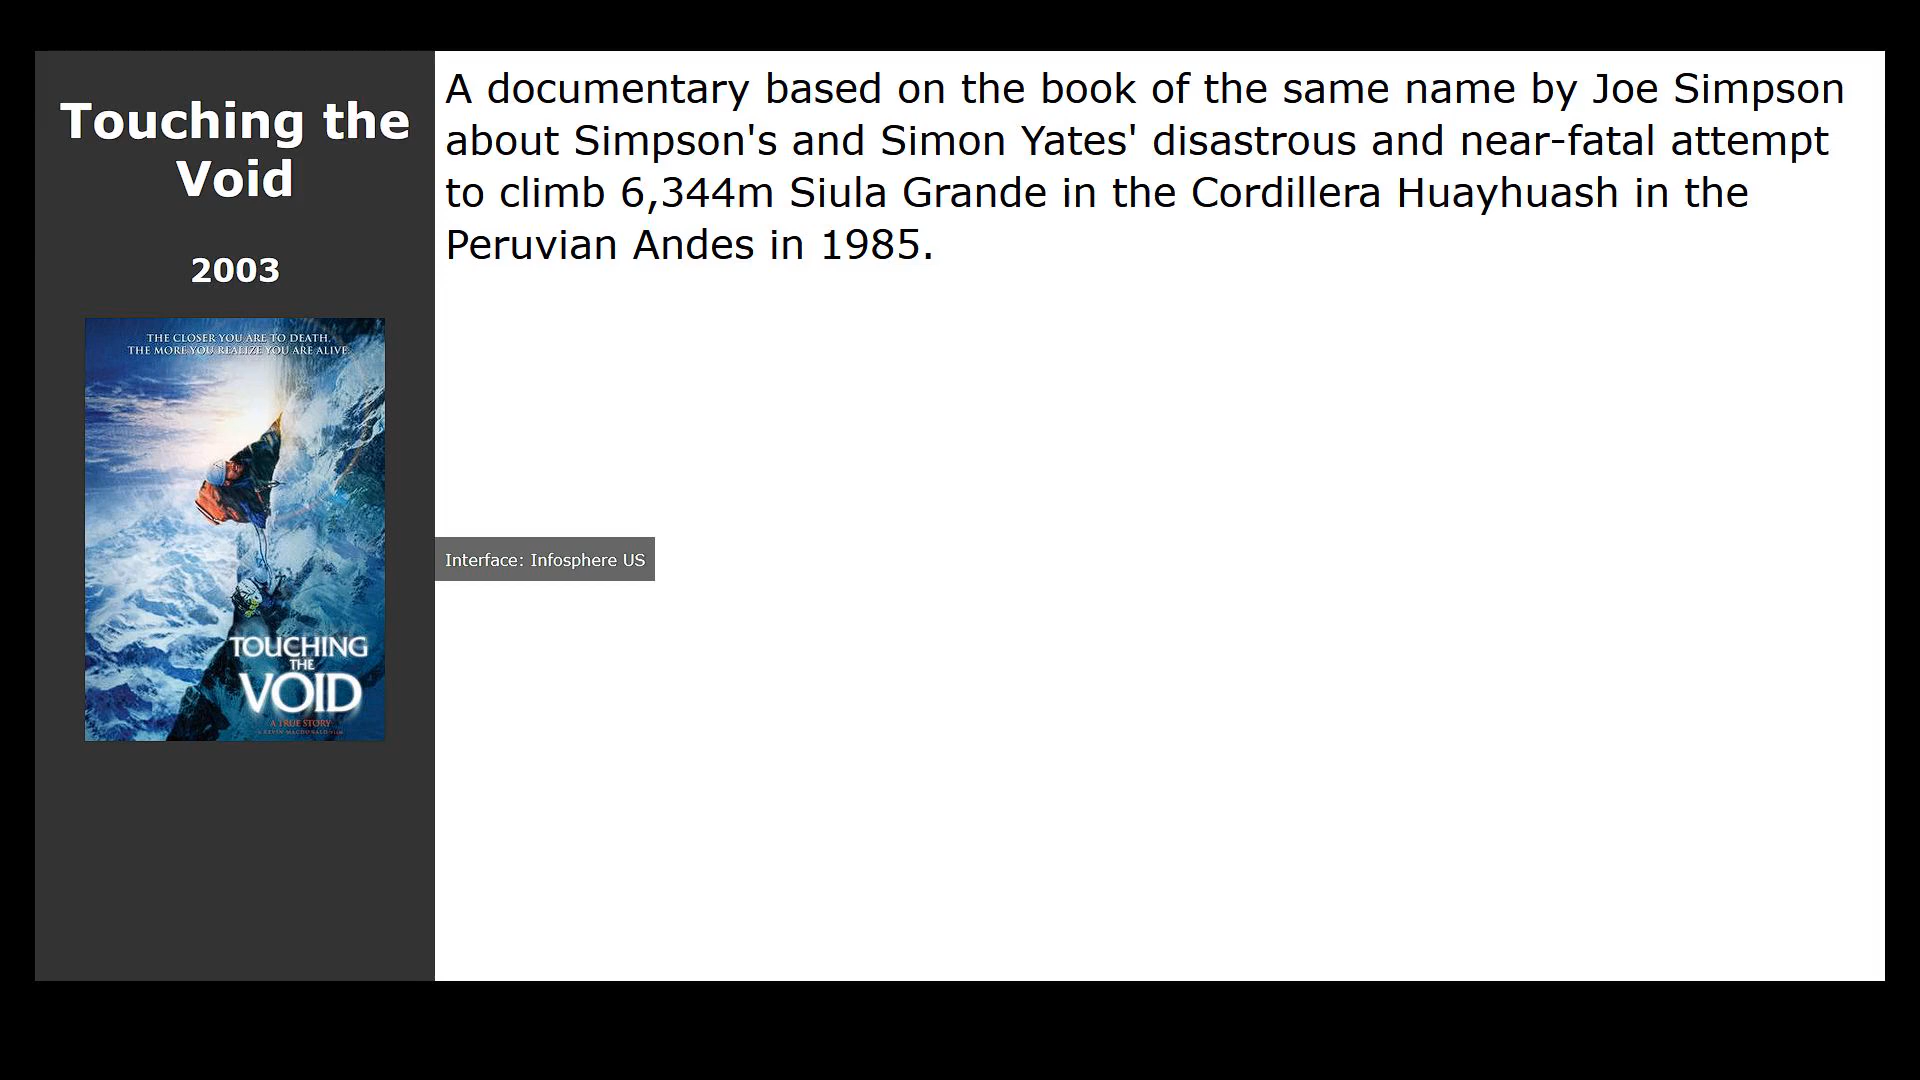 Touching the
Void
2003
THE CLOSER YOU ARE TO DEATH.
THE MORE YOU REALIZE YOU ARE ALIVE.
TOUCHING
THE
VOID
A TRUE STORY
A KEVIN MACDONALD FILM
A documentary based on the book of the same name by Joe Simpson
about Simpson's and Simon Yates' disastrous and near-fatal attempt
to climb 6,344m Siula Grande in the Cordillera Huayhuash in the
Peruvian Andes in 1985.
Interface: Infosphere US